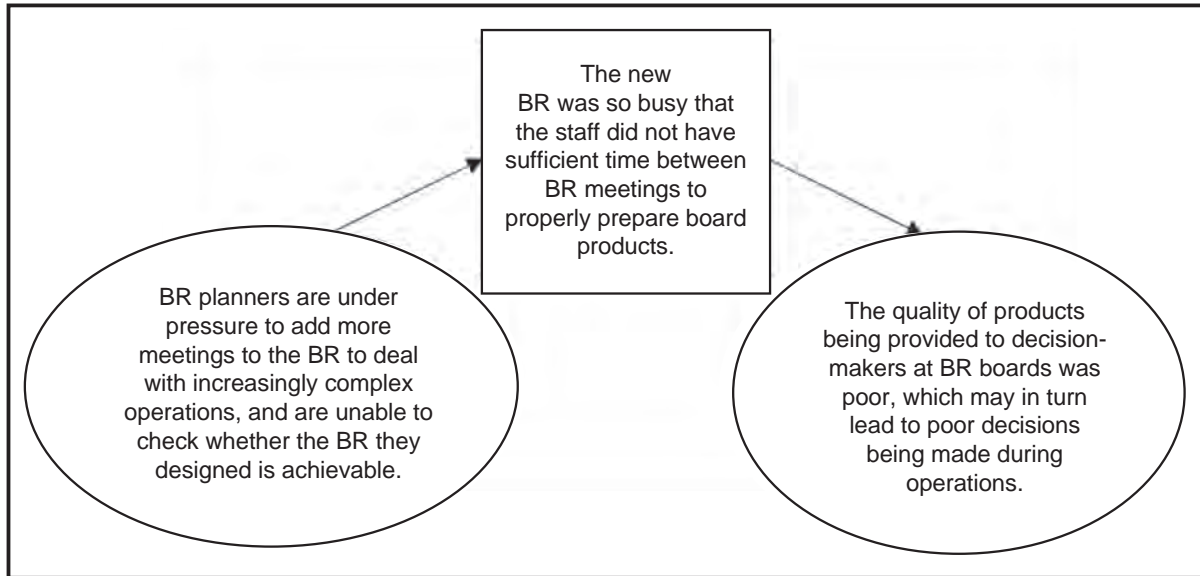 The new
BR was so busy that
the staff did not have
sufficient time between
BR meetings to
properly prepare board
products.
BR planners are under
pressure to add more
meetings to the BR to deal
with increasingly complex
operations, and are unable to
check whether the BR they
designed is achievable.
The quality of products
being provided to decision-
makers at BR boards was
poor, which may in turn
lead to poor decisions
being made during
operations.